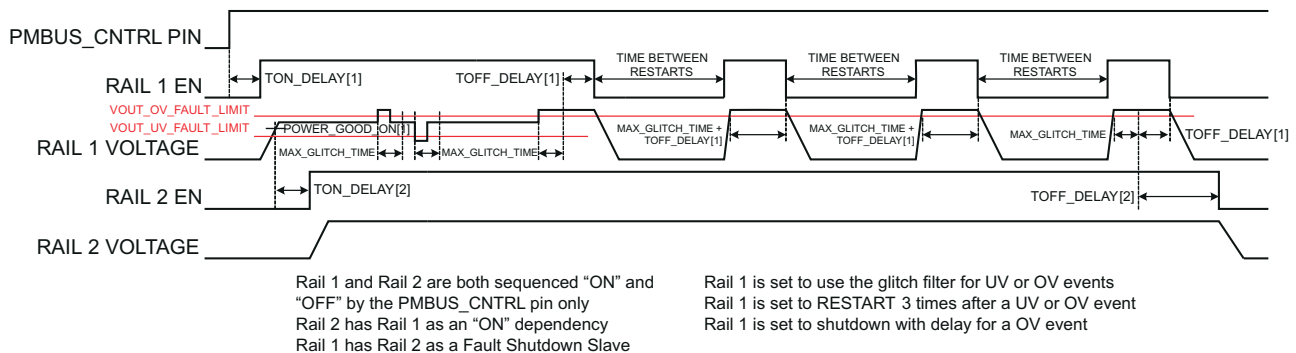 PMBUS_CNTRL PIN
TON_DELAY[1]
TOFF_DELAY[1]
TIME BETWEEN
RESTARTS
TIME BETWEEN
RESTARTS
TIME BETWEEN
RESTARTS
RAIL 1 EN
VOUT_OV_FAULT_LIMIT
VOUT_UV_FAULT_LIMIT
POWER_GOOD_ON[1]
RAIL 1 VOLTAGE
MAX_GLITCH_TIME
MAX_GLITCH_TIME
MAX_GLITCH_TIME +
TOFF_DELAY[1]
MAX_GLITCH_TIME +
TOFF_DELAY[1]
MAX_GLITCH_TIME
TOFF_DELAY[1]
RAIL 2 EN
TON_DELAY[2]
TOFF_DELAY[2]
RAIL 2 VOLTAGE
Rail 1 and Rail 2 are both sequenced “ON” and
“OFF” by the PMBUS_CNTRL pin only
Rail 2 has Rail 1 as an “ON” dependency
Rail 1 has Rail 2 as a Fault Shutdown Slave
Rail 1 is set to use the glitch filter for UV or OV events
Rail 1 is set to RESTART 3 times after a UV or OV event
Rail 1 is set to shutdown with delay for a OV event